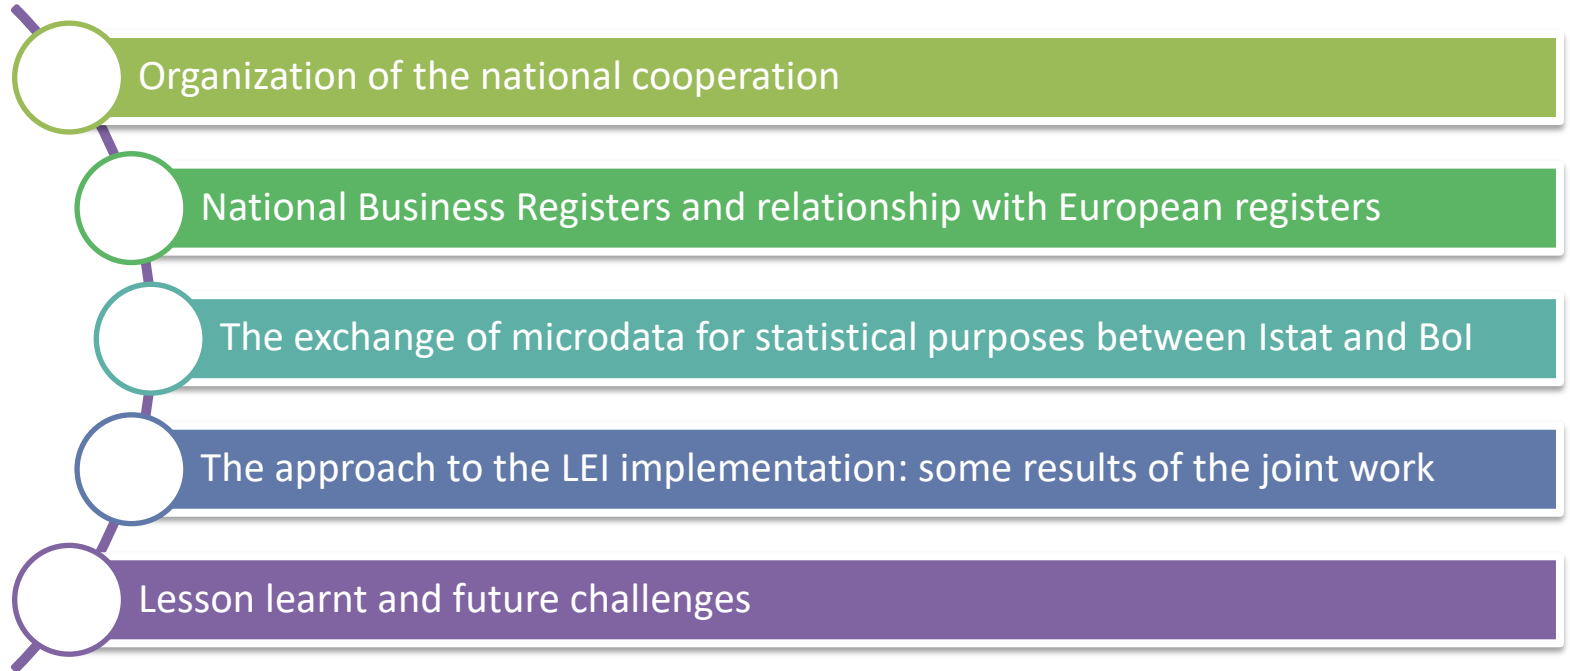 Organization of the national cooperation
National Business Registers and relationship with European registers
The exchange of microdata for statistical purposes between Istat and BoI
The approach to the LEI implementation: some results of the joint work
Lesson learnt and future challenges